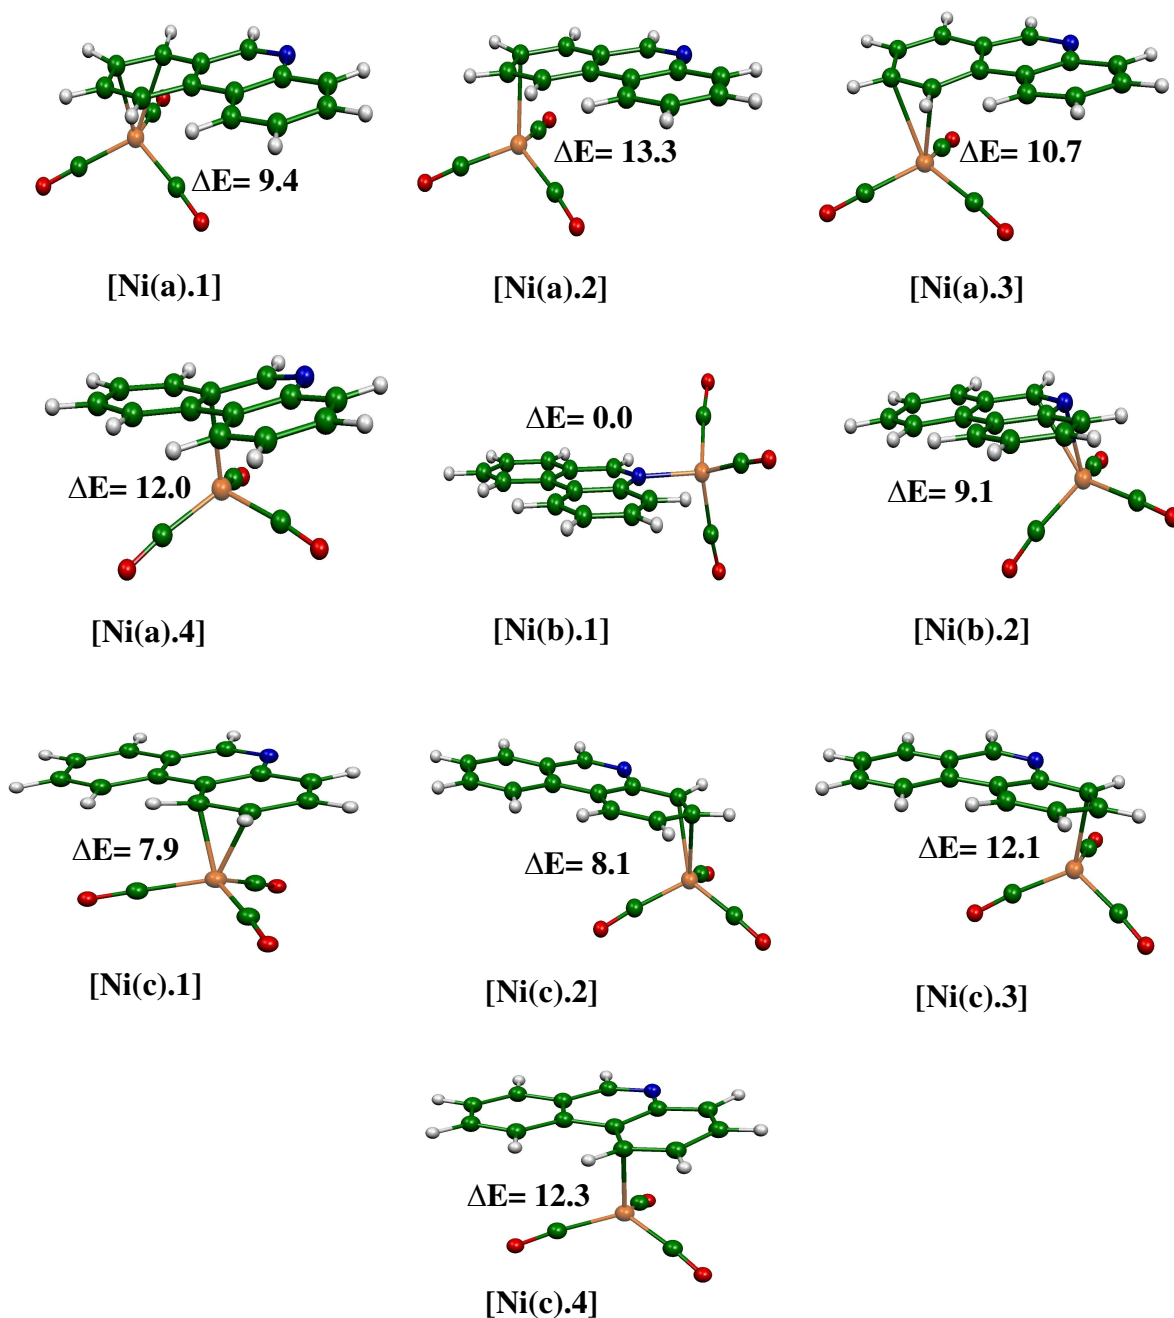 ΔE= 9.4
ΔE= 13.3
ΔE= 10.7
[Ni(a).1]
[Ni(a).2]
[Ni(a).3]
ΔE= 12.0
ΔE= 0.0
ΔE= 9.1
[Ni(a).4]
[Ni(b).1]
[Ni(b).2]
ΔE= 7.9
ΔE= 8.1
ΔE= 12.1
[Ni(c).1]
[Ni(c).2]
[Ni(c).3]
ΔE= 12.3
[Ni(c).4]